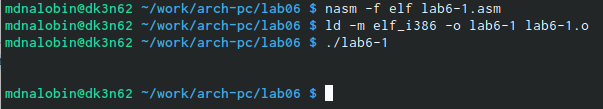 mdnalobin@dk3n62 ~/work/arch-pc/lab06 $ nasm -f elf lab6-1.asm
mdnalobin@dk3n62 ~/work/arch-pc/lab06 $ ld -m elf_i386 -o lab6-1 lab6-1.o
mdnalobin@dk3n62 ~/work/arch-pc/lab06 $ ./lab6-1
mdnalobin@dk3n62 ~/work/arch-pc/lab06 $